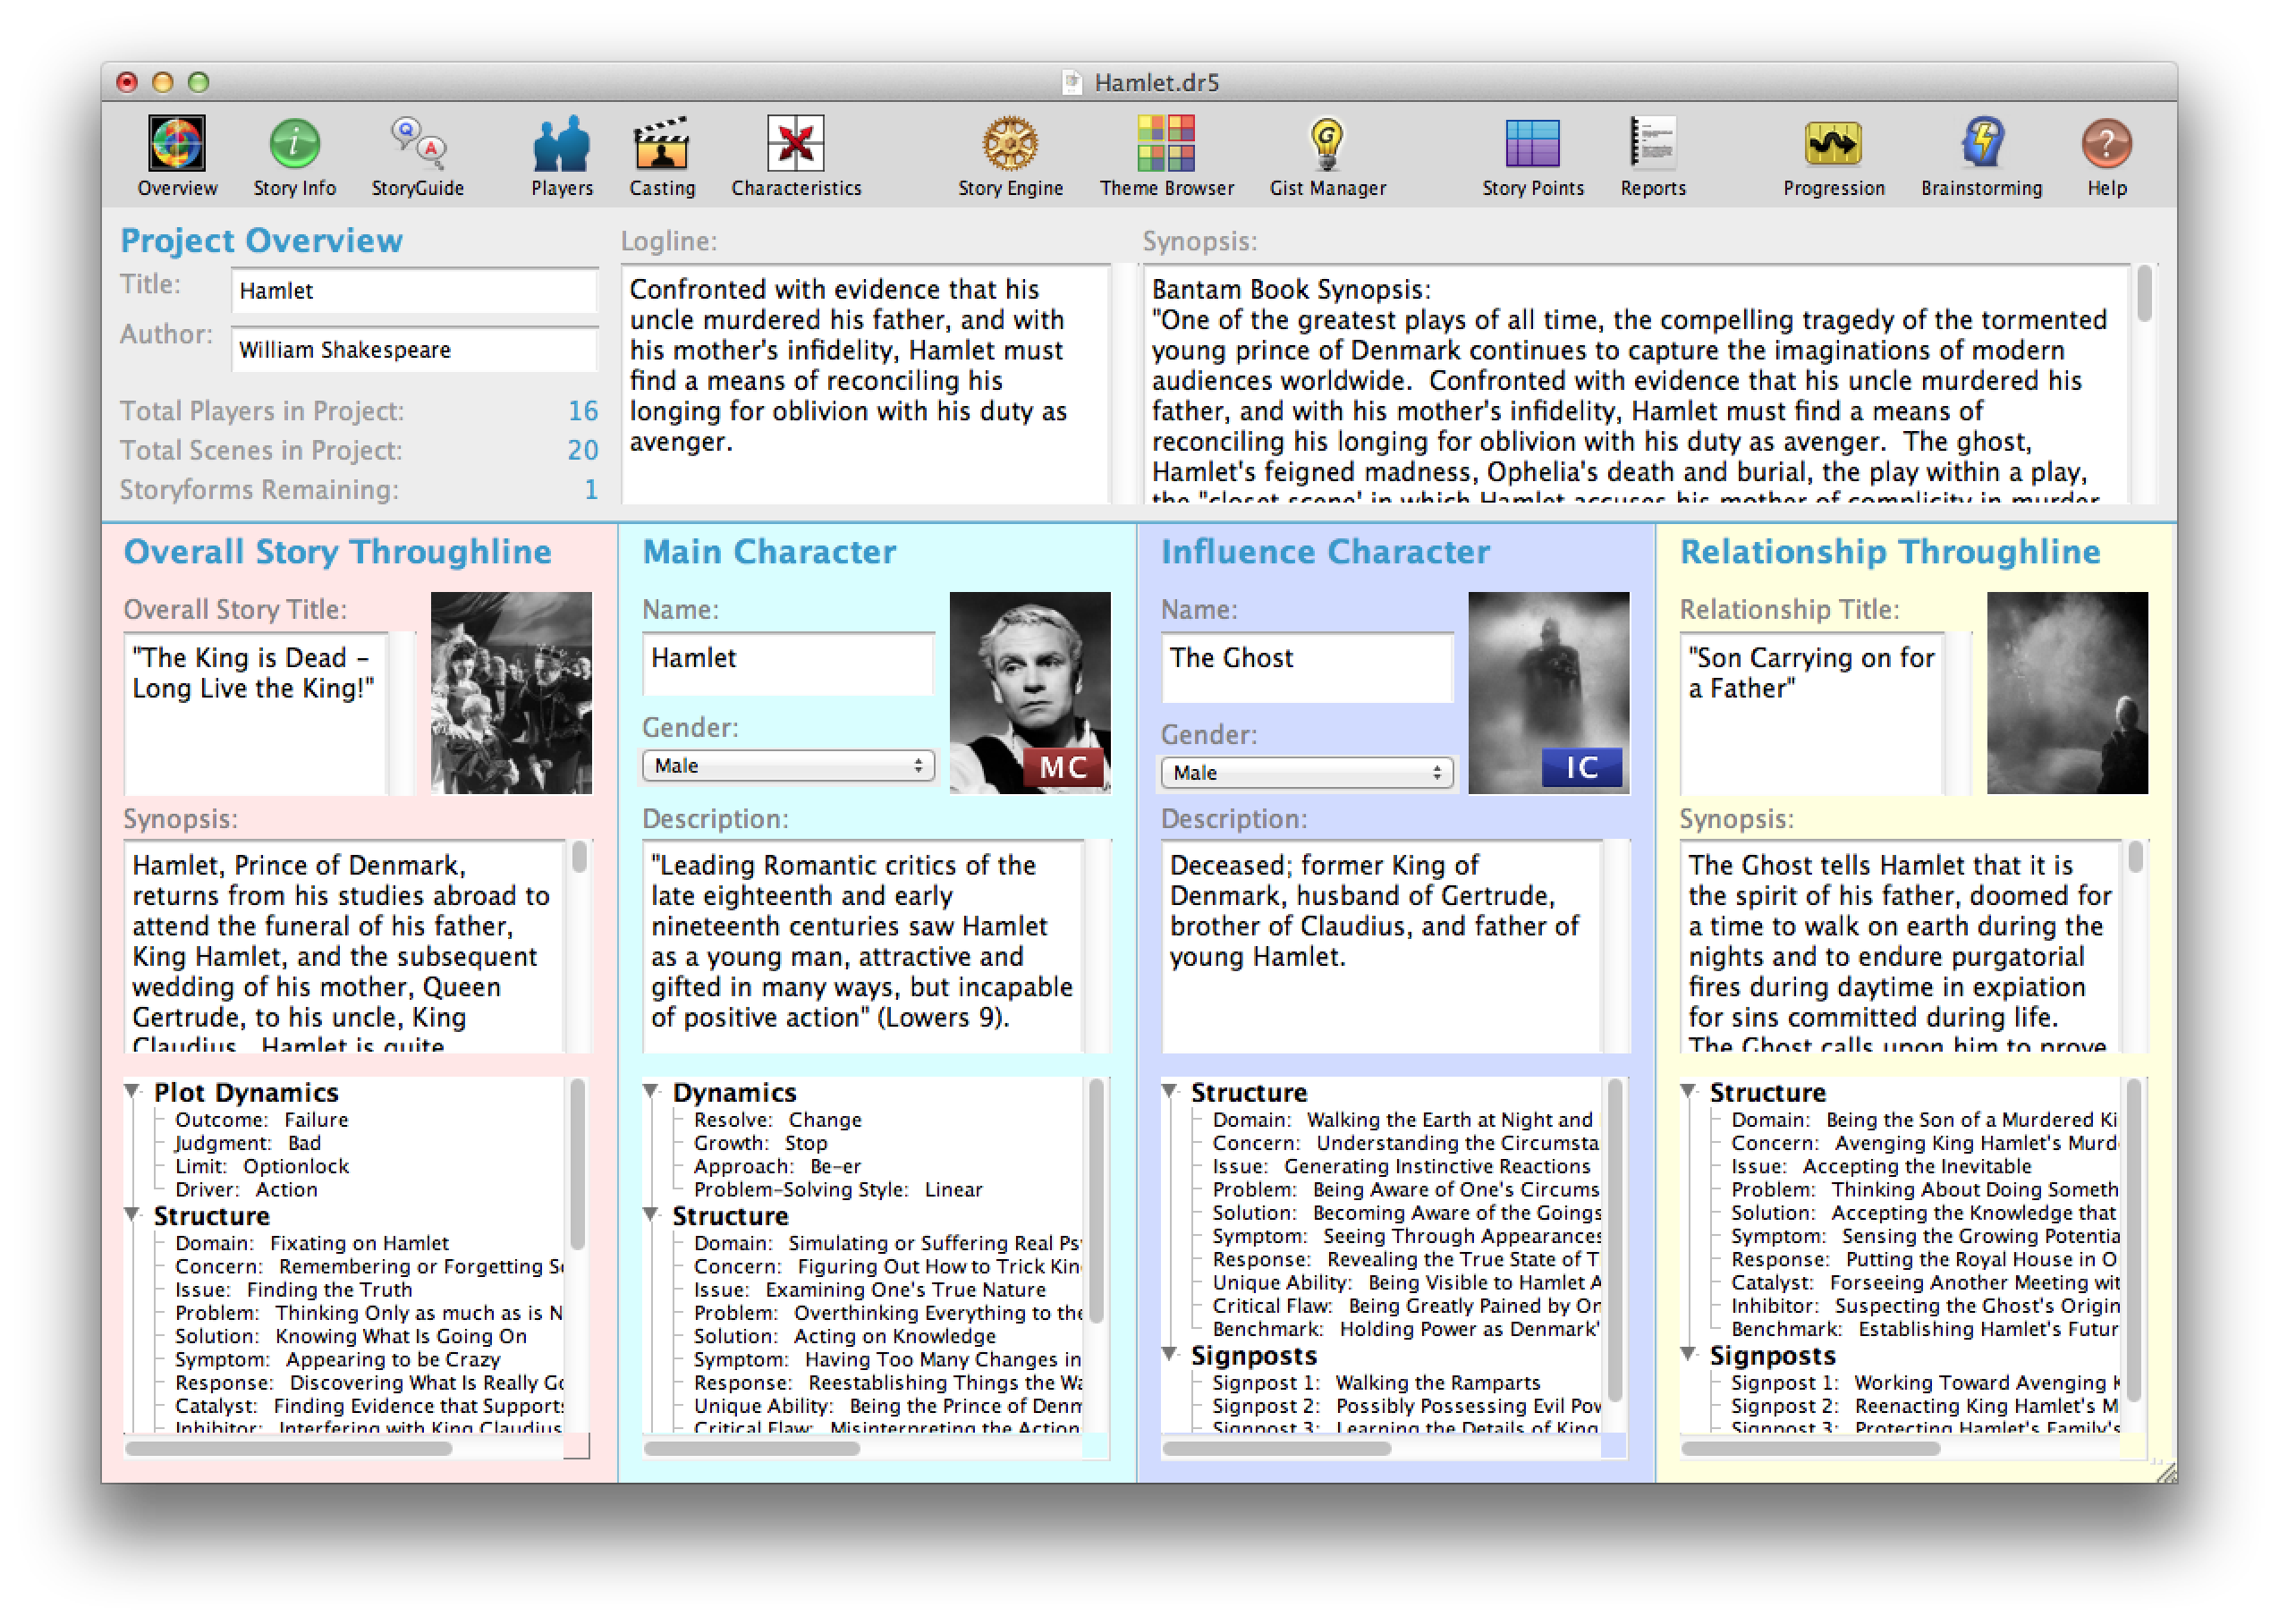 Hamlet.dr5
Overview
Story Info
StoryGuide
Players
Casting
Characteristics
Story Engine
Theme Browser
Gist Manager
Story Points
Reports
Progression
Brainstorming
Help
Project Overview
Title:
Hamlet
Author:
William Shakespeare
Total Players in Project: 16
Total Scenes in Project: 20
Storyforms Remaining: 1
Logline:
Confronted with evidence that his
uncle murdered his father, and with
his mother's infidelity, Hamlet must
find a means of reconciling his
longing for oblivion with his duty as
avenger.
Synopsis:
Bantam Book Synopsis:
"One of the greatest plays of all time, the compelling tragedy of the tormented
young prince of Denmark continues to capture the imaginations of modern
audiences worldwide.  Confronted with evidence that his uncle murdered his
father, and with his mother's infidelity, Hamlet must find a means of
reconciling his longing for oblivion with his duty as avenger.  The ghost,
Hamlet's feigned madness, Ophelia's death and burial, the play within a play,
the "closet scene' in which Hamlet accuses his mother of complicity in murder
Overall Story Throughline
Overall Story Title:
"The King is Dead -
Long Live the King!"
Synopsis:
Hamlet, Prince of Denmark,
returns from his studies abroad to
attend the funeral of his father,
King Hamlet, and the subsequent
wedding of his mother, Queen
Gertrude, to his uncle, King
Claudius.  Hamlet is quite
Plot Dynamics
Outcome: Failure
Judgment: Bad
Limit: Optionlock
Driver: Action
Structure
Domain: Fixating on Hamlet
Concern: Remembering or Forgetting
Issue: Finding the Truth
Problem: Thinking Only as much as is
Solution: Knowing What Is Going On
Symptom: Appearing to be Crazy
Response: Discovering What Is Really
Catalyst: Finding Evidence that Supports
Inhibitor: Interfering with King Claudius
Main Character
Name:
Hamlet
Gender:
Male
MC
Description:
"Leading Romantic critics of the
late eighteenth and early
nineteenth centuries saw Hamlet
as a young man, attractive and
gifted in many ways, but incapable
of positive action" (Lowers 9).
Dynamics
Resolve: Change
Growth: Stop
Approach: Be-er
Problem-Solving Style: Linear
Structure
Domain: Simulating or Suffering Real
Concern: Figuring Out How to Trick
Issue: Examining One's True Nature
Problem: Overthinking Everything to the
Solution: Acting on Knowledge
Symptom: Having Too Many Changes in
Response: Reestablishing Things the
Unique Ability: Being the Prince of
Critical Flaw: Misinterpreting the
Influence Character
Name:
The Ghost
Gender:
Male
IC
Description:
Deceased; former King of
Denmark, husband of Gertrude,
brother of Claudius, and father of
young Hamlet.
Structure
Domain: Walking the Earth at Night and
Concern: Understanding the
Issue: Generating Instinctive Reactions
Problem: Being Aware of One's
Solution: Becoming Aware of the Goings
Symptom: Seeing Through Appearances
Response: Revealing the True State of
Unique Ability: Being Visible to Hamlet
Critical Flaw: Being Greatly Pained by
Benchmark: Holding Power as Denmark'
Signposts
Signpost 1: Walking the Ramparts
Signpost 2: Possibly Possessing Evil
Signpost 3: Learning the Details of King
Relationship Throughline
Relationship Title:
"Son Carrying on for
a Father"
Synopsis:
The Ghost tells Hamlet that it is
the spirit of his father, doomed for
a time to walk on earth during the
nights and to endure purgatorial
fires during daytime in expiation
for sins committed during life.
The Ghost calls upon him to prove
Structure
Domain: Being the Son of a Murdered
Concern: Avenging King Hamlet's
Issue: Accepting the Inevitable
Problem: Thinking About Doing
Solution: Accepting the Knowledge that
Symptom: Sensing the Growing
Response: Putting the Royal House in
Catalyst: Forseeing Another Meeting
Inhibitor: Suspecting the Ghost's
Benchmark: Establishing Hamlet's
Signposts
Signpost 1: Working Toward Avenging
Signpost 2: Reenacting King Hamlet's
Signpost 3: Protecting Hamlet's Family's